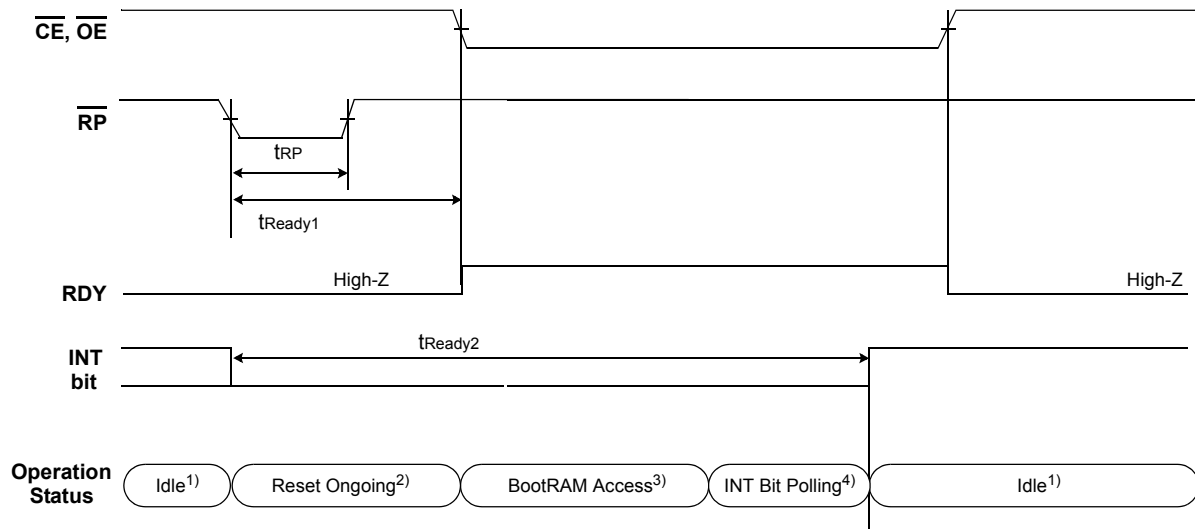 CE, OE
RP
tRP
tReady1
High-Z
High-Z
RDY
tReady2
INT
bit
Operation
Status
Idle1)
Reset Ongoing2)
BootRAM Access3)
INT Bit Polling4)
Idle1)